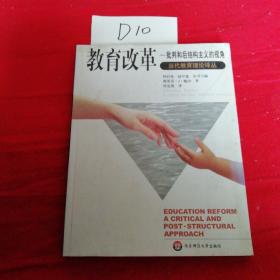 D10
教育改革
—批判和后结构主义的视角
当代教育理论译丛
EDUCATION REFORM
A CRITICAL AND
POST-STRUCTURAL
APPROACH
华东师范大学出版社